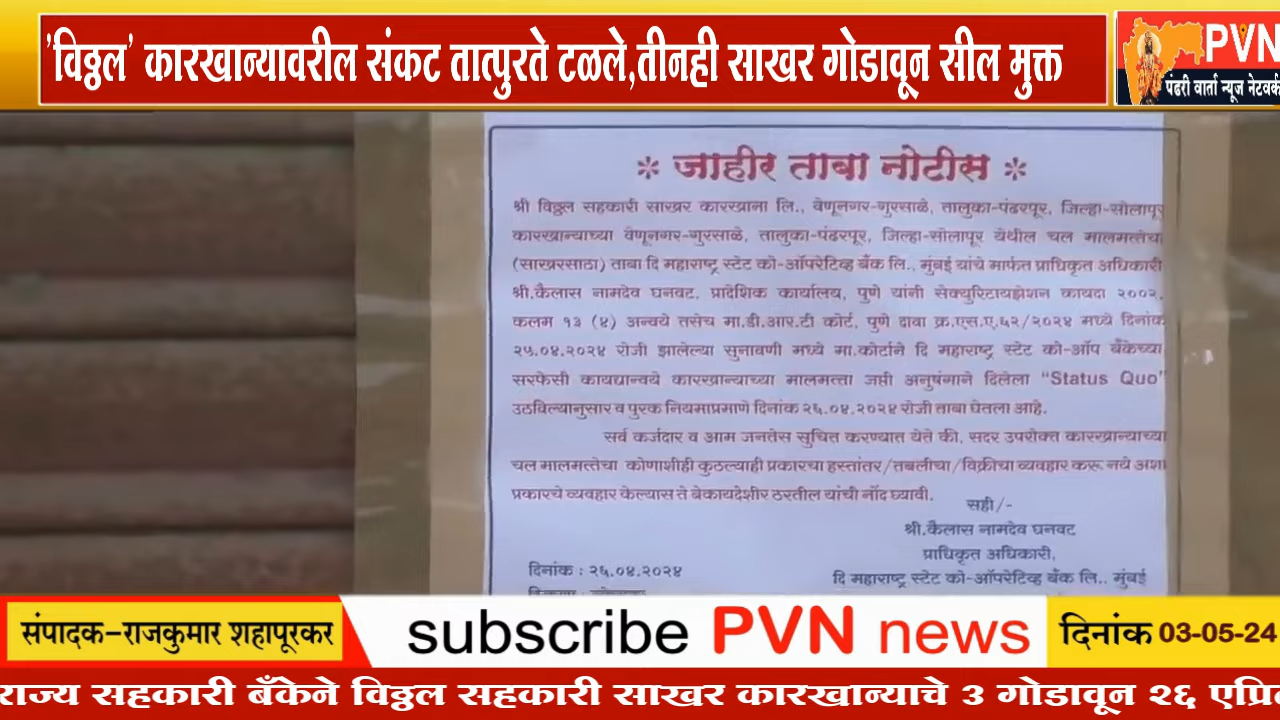 'विठ्ठल' कारखान्यावरील संकट तात्पुरते टळले,तीनही साखर गोडावून सील मुक्त
PVN
पंढरी वार्ता न्यूज नेटवर्क
* जाहीर ताबा नोटीस *
श्री विठ्ठल सहकारी साखर कारखाना लि., वेणूनगर-गुरसाळे, तालुका-पंढरपूर, जिल्हा-सोलापूर
कारखान्याच्या वेणूनगर-गुरसाळे, तालुका-पंढरपूर, जिल्हा-सोलापूर येथील चल मालमत्तेचा
(साखरसाठा) ताबा दि महाराष्ट्र स्टेट को-ऑपरेटिव्ह बँक लि., मुंबई यांचे मार्फत प्राधिकृत अधिकारी
श्री.कैलास नामदेव घनवट, प्रादेशिक कार्यालय, पुणे यांनी सेक्युरिटायझेशन कायदा २००२,
कलम १३ (४) अन्वये तसेच मा.डी.आर.टी कोर्ट, पुणे दावा क्र.एस.ए.५२/२०२४ मध्ये दिनांक
२५.०४.२०२४ रोजी झालेल्या सुनावणी मध्ये मा.कोर्टाने दि महाराष्ट्र स्टेट को-ऑप बँकेच्या
सरफेसी कायद्यान्वये कारखान्याच्या मालमत्ता जप्ती अनुषंगाने दिलेला “Status Quo”
उठविल्यानुसार व पुरक नियमाप्रमाणे दिनांक २६.०४.२०२४ रोजी ताबा घेतला आहे.
सर्व कर्जदार व आम जनतेस सुचित करण्यात येते की, सदर उपरोक्त कारखान्याच्या
चल मालमत्तेचा कोणाशीही कुठल्याही प्रकारचा हस्तांतर/तबलीचा/विक्रीचा व्यवहार करू नये अशा
प्रकारचे व्यवहार केल्यास ते बेकायदेशीर ठरतील यांची नोंद घ्यावी.
सही/-
श्री.कैलास नामदेव घनवट
प्राधिकृत अधिकारी,
दिनांक : २६.०४.२०२४
दि महाराष्ट्र स्टेट को-ऑपरेटिव्ह बँक लि., मुंबई
संपादक-राजकुमार शहापूरकर
subscribe PVN news
दिनांक 03-05-24
राज्य सहकारी बँकेने विठ्ठल सहकारी साखर कारखान्याचे 3 गोडावून २६ एप्रि